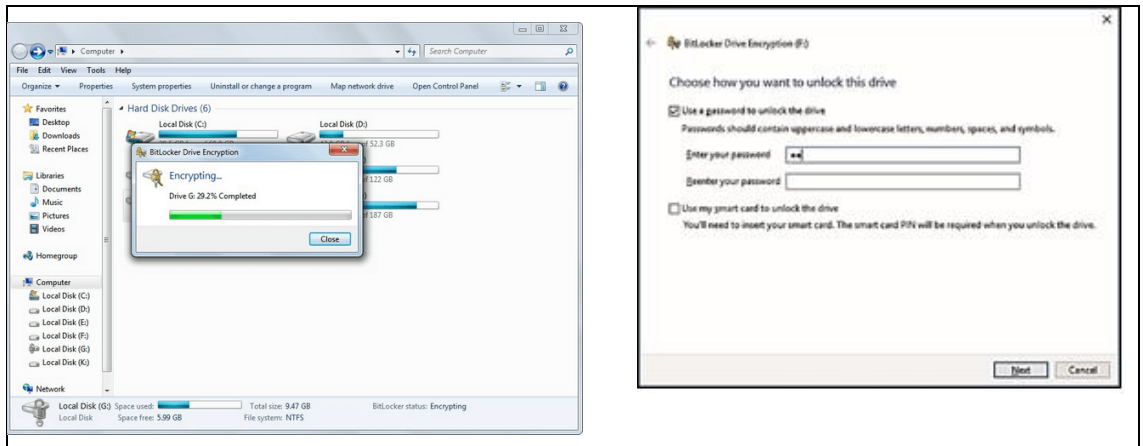 Computer
Search Computer
File Edit View Tools Help
Organize Properties System properties Uninstall or change a program Map network drive Open Control Panel
Favorites
Desktop
Downloads
Recent Places
Libraries
Documents
Music
Pictures
Videos
Homegroup
Computer
Local Disk (C:)
Local Disk (D:)
Local Disk (E:)
Local Disk (F:)
Local Disk (G:)
Local Disk (K:)
Network
Hard Disk Drives (6)
Local Disk (C:) Local Disk (D:)
of 52.3 GB
of 122 GB
of 187 GB
BitLocker Drive Encryption
Encrypting...
Drive G: 29.2% Completed
Close
Local Disk (G:) Space used: Total size: 9.47 GB BitLocker status: Encrypting
Local Disk Space free: 5.99 GB File system: NTFS
BitLocker Drive Encryption (F:)
Choose how you want to unlock this drive
Use a password to unlock the drive
Passwords should contain uppercase and lowercase letters, numbers, spaces, and symbols.
Enter your password
Reenter your password
Use my smart card to unlock the drive
You'll need to insert your smart card. The smart card PIN will be required when you unlock the drive.
Next Cancel